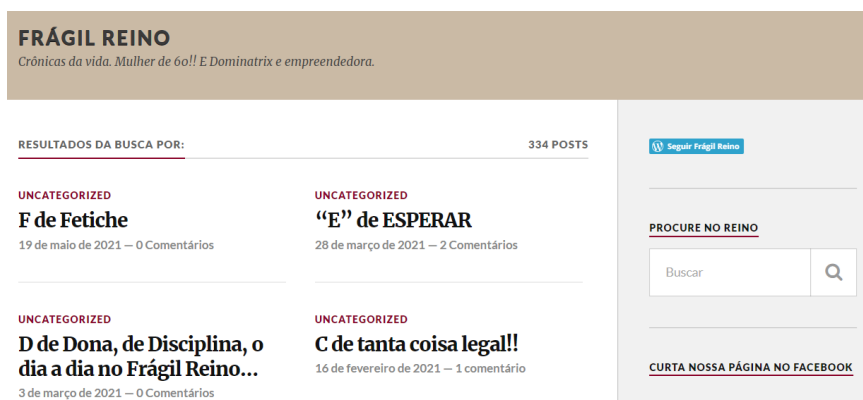 FRÁGIL REINO
Crônicas da vida. Mulher de 60!! E Dominatrix e empreendedora.
RESULTADOS DA BUSCA POR:
334 POSTS
UNCATEGORIZED
F de Fetiche
19 de maio de 2021 — 0 Comentários
UNCATEGORIZED
“E” de ESPERAR
28 de março de 2021 — 2 Comentários
UNCATEGORIZED
D de Dona, de Disciplina, o
dia a dia no Frágil Reino…
3 de março de 2021 — 0 Comentários
UNCATEGORIZED
C de tanta coisa legal!!
16 de fevereiro de 2021 — 1 comentário
Seguir Frágil Reino
PROCURE NO REINO
Buscar
CURTA NOSSA PÁGINA NO FACEBOOK